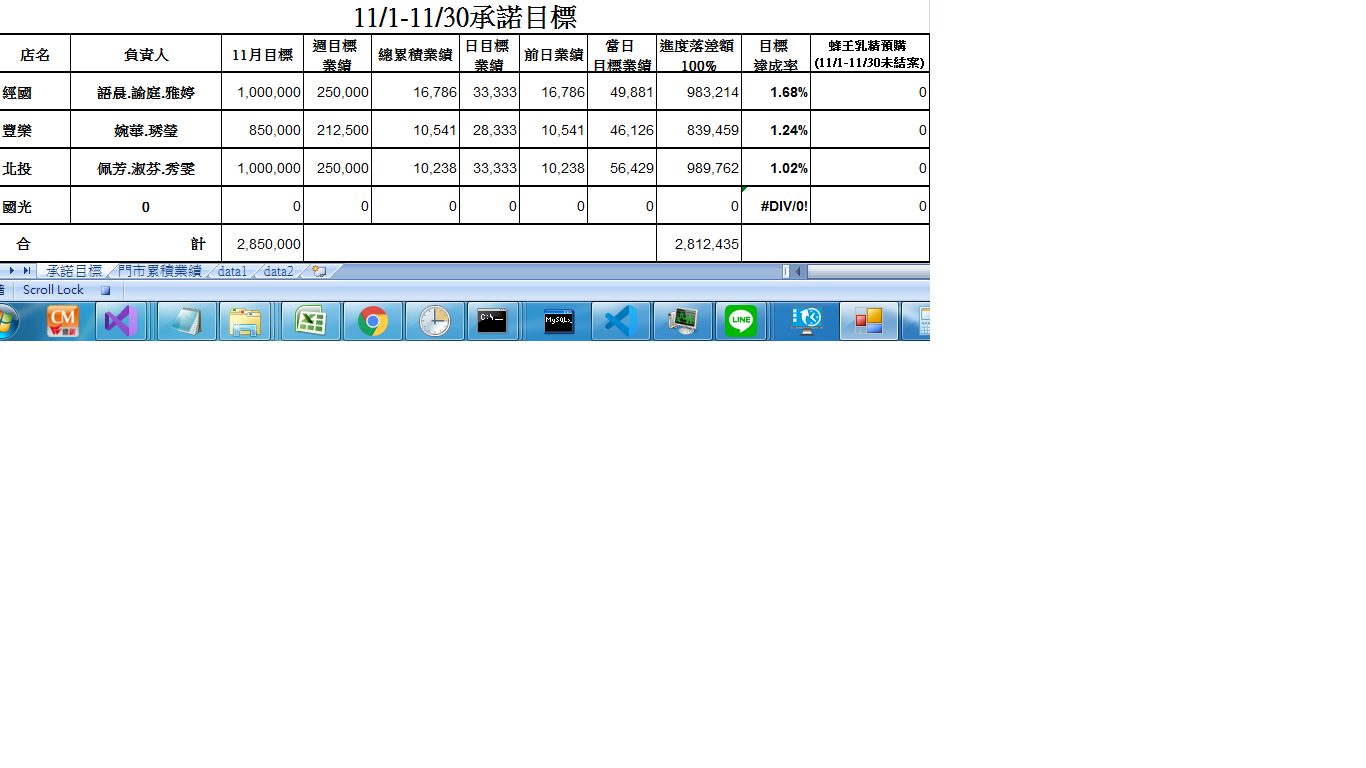 11/1-11/30承諾目標
店名 負責人 11月目標 週目標業績 總累積業績 日目標業績 前日業績 當日目標業績 進度落差額100% 目標達成率 蜂王乳精預購(11/1-11/30未結案)
經國 語晨.諭庭.雅婷 1,000,000 250,000 16,786 33,333 16,786 49,881 983,214 1.68% 0
豐樂 婉華.琇瑩 850,000 212,500 10,541 28,333 10,541 46,126 839,459 1.24% 0
北投 佩芳.淑芬.秀雯 1,000,000 250,000 10,238 33,333 10,238 56,429 989,762 1.02% 0
國光 0 0 0 0 0 0 0 0 #DIV/0! 0
合計 2,850,000 2,812,435
承諾目標 門市累積業績 data1 data2
Scroll Lock
CM
C:\_
MySQL
LINE